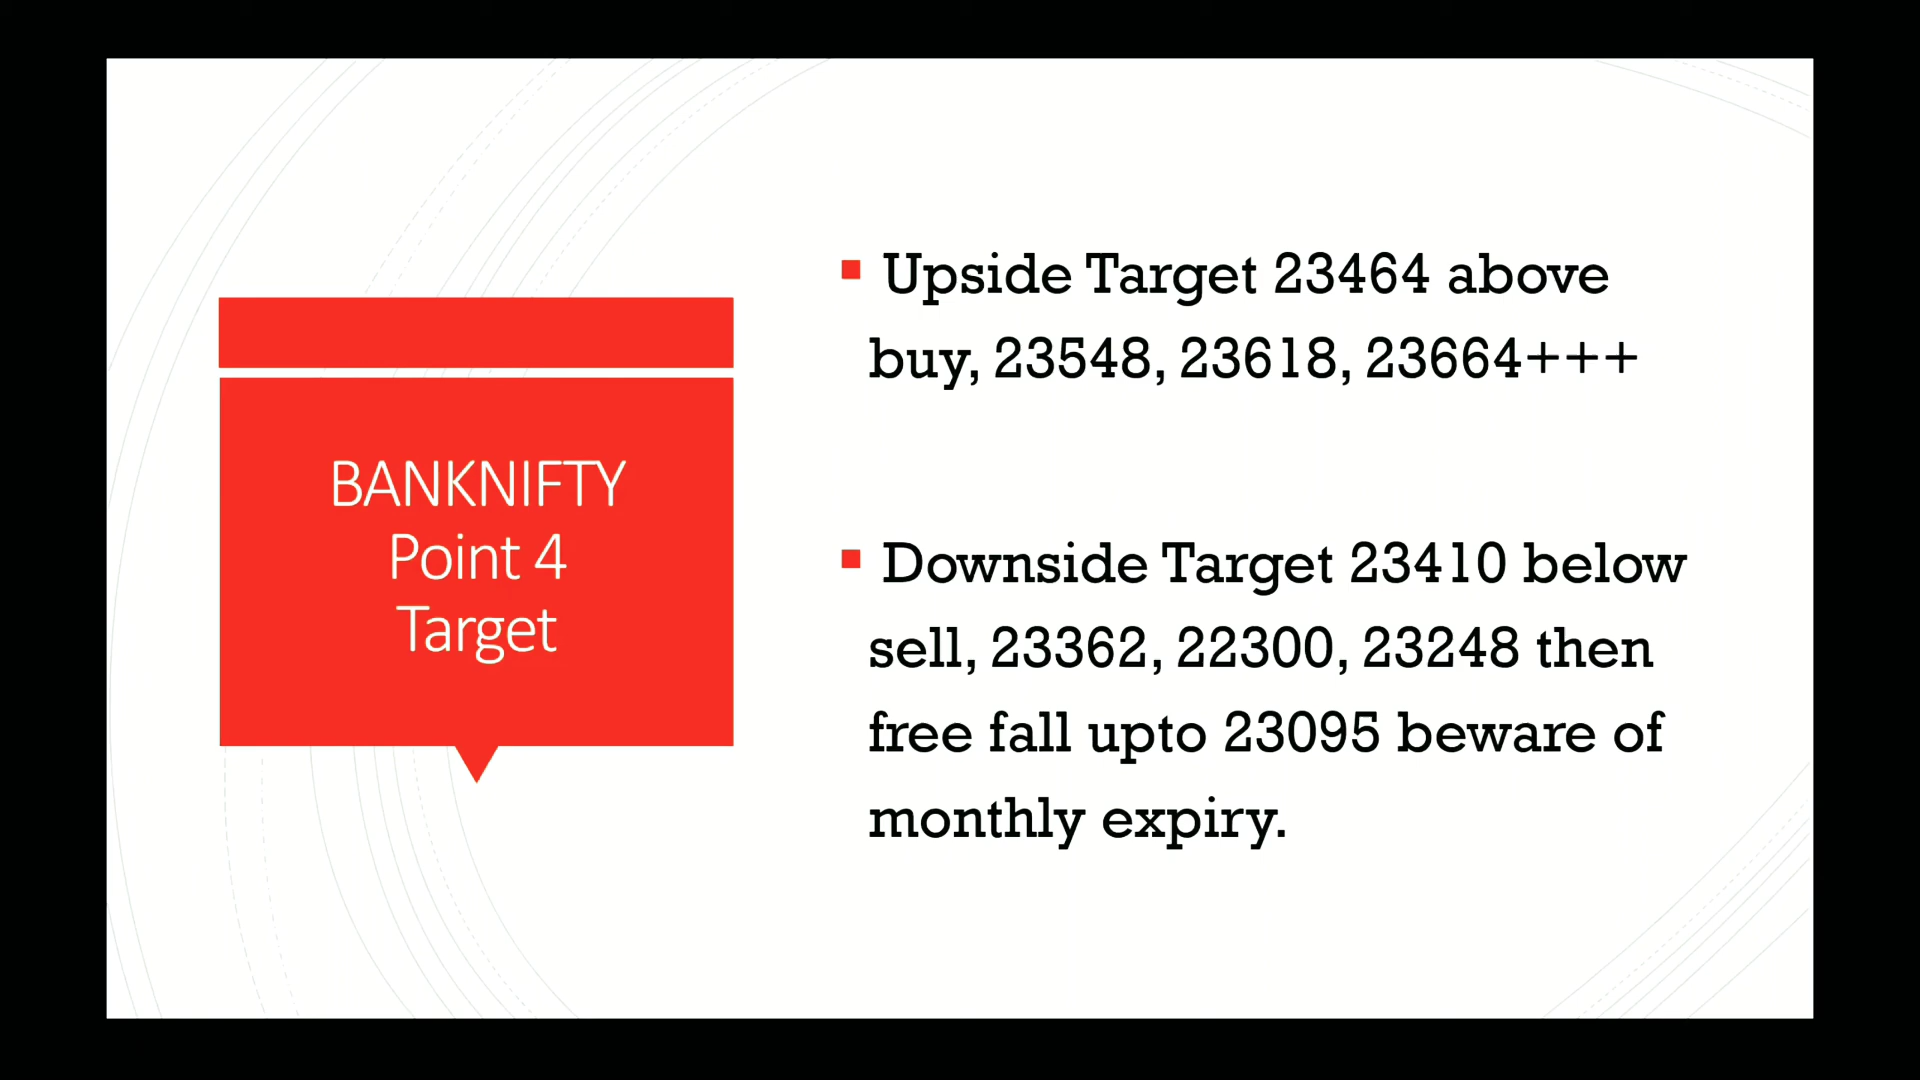 BANKNIFTY
Point 4
Target
Upside Target 23464 above
buy, 23548, 23618, 23664+++
Downside Target 23410 below
sell, 23362, 22300, 23248 then
free fall upto 23095 beware of
monthly expiry.